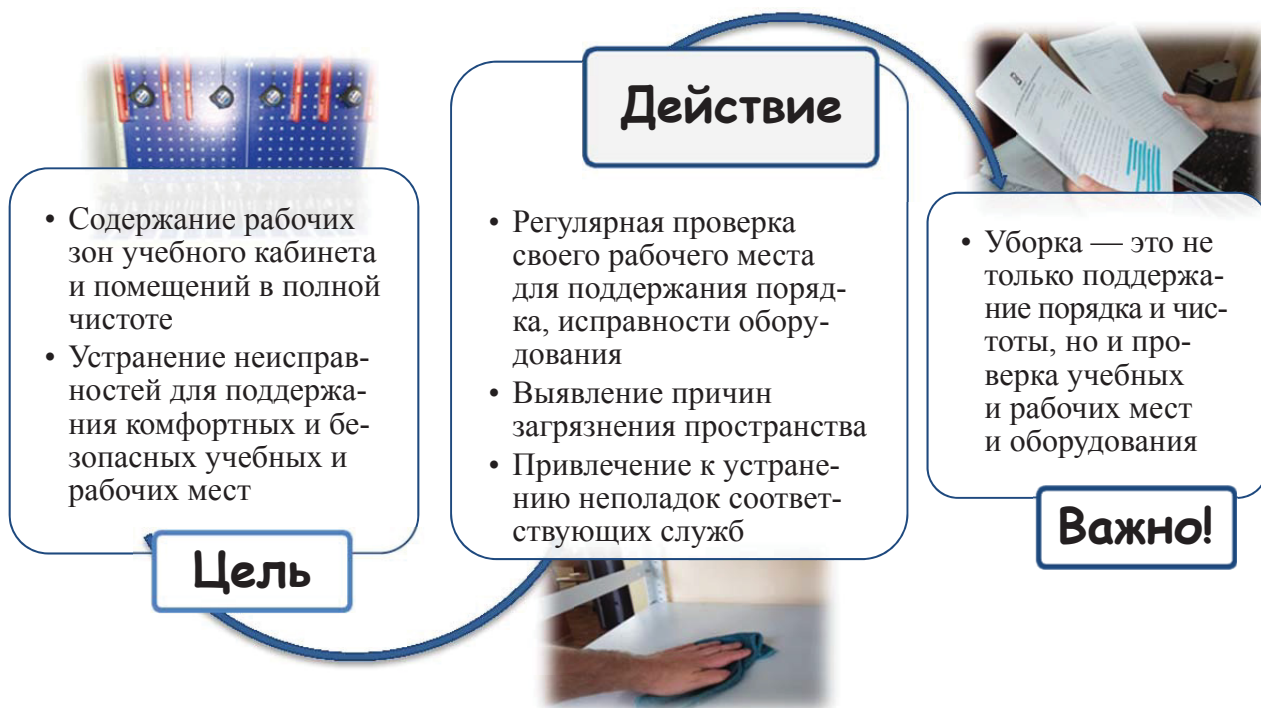 • Содержание рабочих
зон учебного кабинета
и помещений в полной
чистоте
• Устранение неисправ-
ностей для поддержа-
ния комфортных и бе-
зопасных учебных и
рабочих мест
Цель
Действие
• Регулярная проверка
своего рабочего места
для поддержания поряд-
ка, исправности обору-
дования
• Выявление причин
загрязнения пространства
• Привлечение к устране-
нию неполадок соответ-
ствующих служб
• Уборка — это не
только поддержа-
ние порядка и чис-
тоты, но и про-
верка учебных
и рабочих мест
и оборудования
Важно!